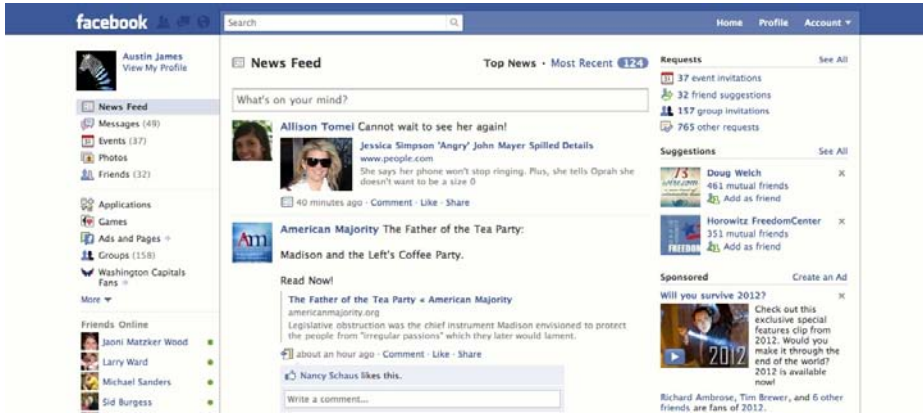 facebook
Search
Home Profile Account
Austin James
View My Profile
News Feed
Messages (49)
Events (37)
Photos
Friends (32)
Applications
Games
Ads and Pages
Groups (158)
Washington Capitals
Fans
More
Friends Online
Jaoni Matzker Wood
Larry Ward
Michael Sanders
Sid Burgess
News Feed
Top News · Most Recent 124
What's on your mind?
Allison Tomei Cannot wait to see her again!
Jessica Simpson 'Angry' John Mayer Spilled Details
www.people.com
She says her phone won't stop ringing. Plus, she tells Oprah she
doesn't want to be a size 0
40 minutes ago · Comment · Like · Share
Am
American Majority The Father of the Tea Party:
Madison and the Left's Coffee Party.
Read Now!
The Father of the Tea Party « American Majority
americanmajority.org
Legislative obstruction was the chief instrument Madison envisioned to protect
the people from "irregular passions" which they later would lament.
about an hour ago · Comment · Like · Share
Nancy Schaus likes this.
Write a comment...
Requests See All
31 37 event invitations
32 friend suggestions
157 group invitations
765 other requests
Suggestions See All
Doug Welch
461 mutual friends
Add as friend
Horowitz FreedomCenter
351 mutual friends
Add as friend
FREEDOM
Sponsored Create an Ad
Will you survive 2012?
2012
Check out this
exclusive special
features clip from
2012. Would you
make it through the
end of the world?
2012 is available
now!
Richard Ambrose, Tim Brewer, and 6 other
friends are fans of 2012.